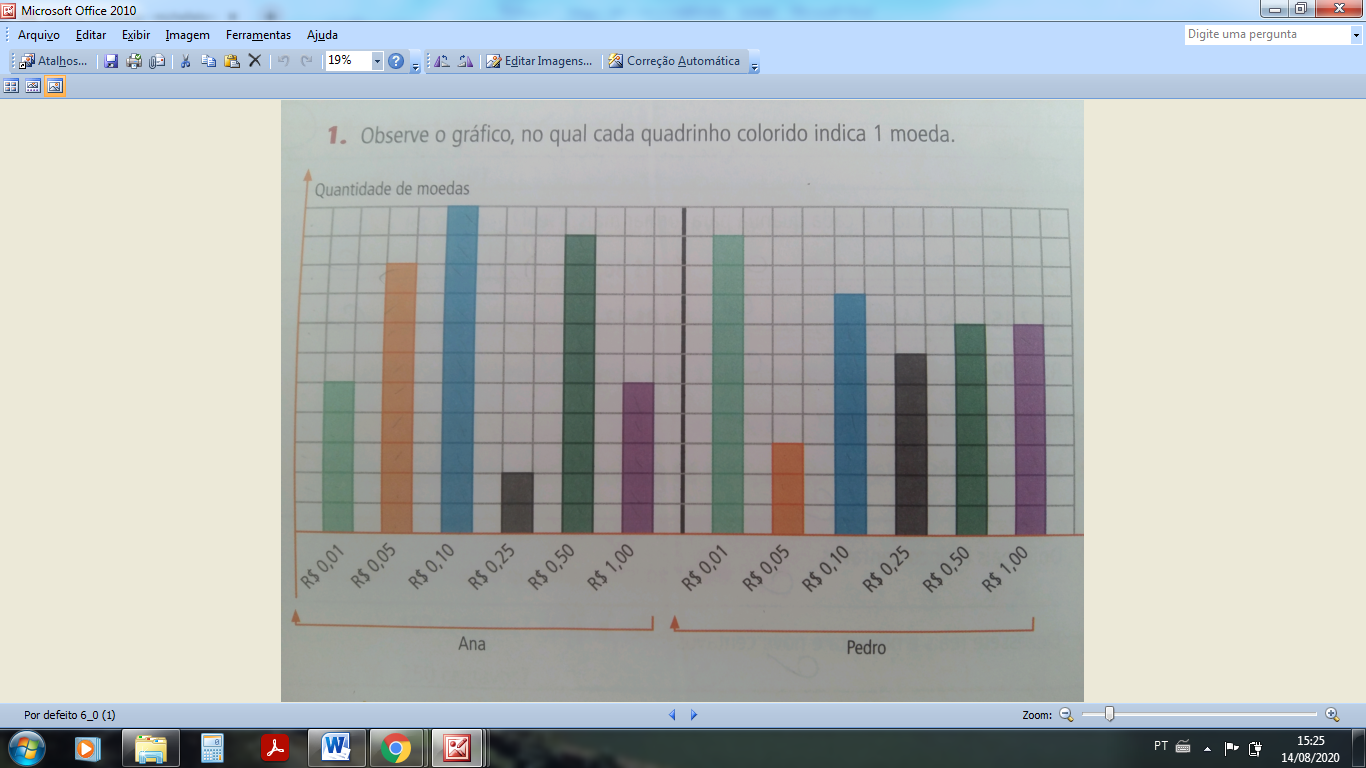 Microsoft Office 2010
Arquivo Editar Exibir Imagem Ferramentas Ajuda
Digite uma pergunta
Atalhos... 19% Editar Imagens... Correção Automática
1. Observe o gráfico, no qual cada quadrinho colorido indica 1 moeda.
Quantidade de moedas
R$ 0,01 R$ 0,05 R$ 0,10 R$ 0,25 R$ 0,50 R$ 1,00 R$ 0,01 R$ 0,05 R$ 0,10 R$ 0,25 R$ 0,50 R$ 1,00
Ana Pedro
Por defeito 6_0 (1) Zoom:
PT 15:25
14/08/2020